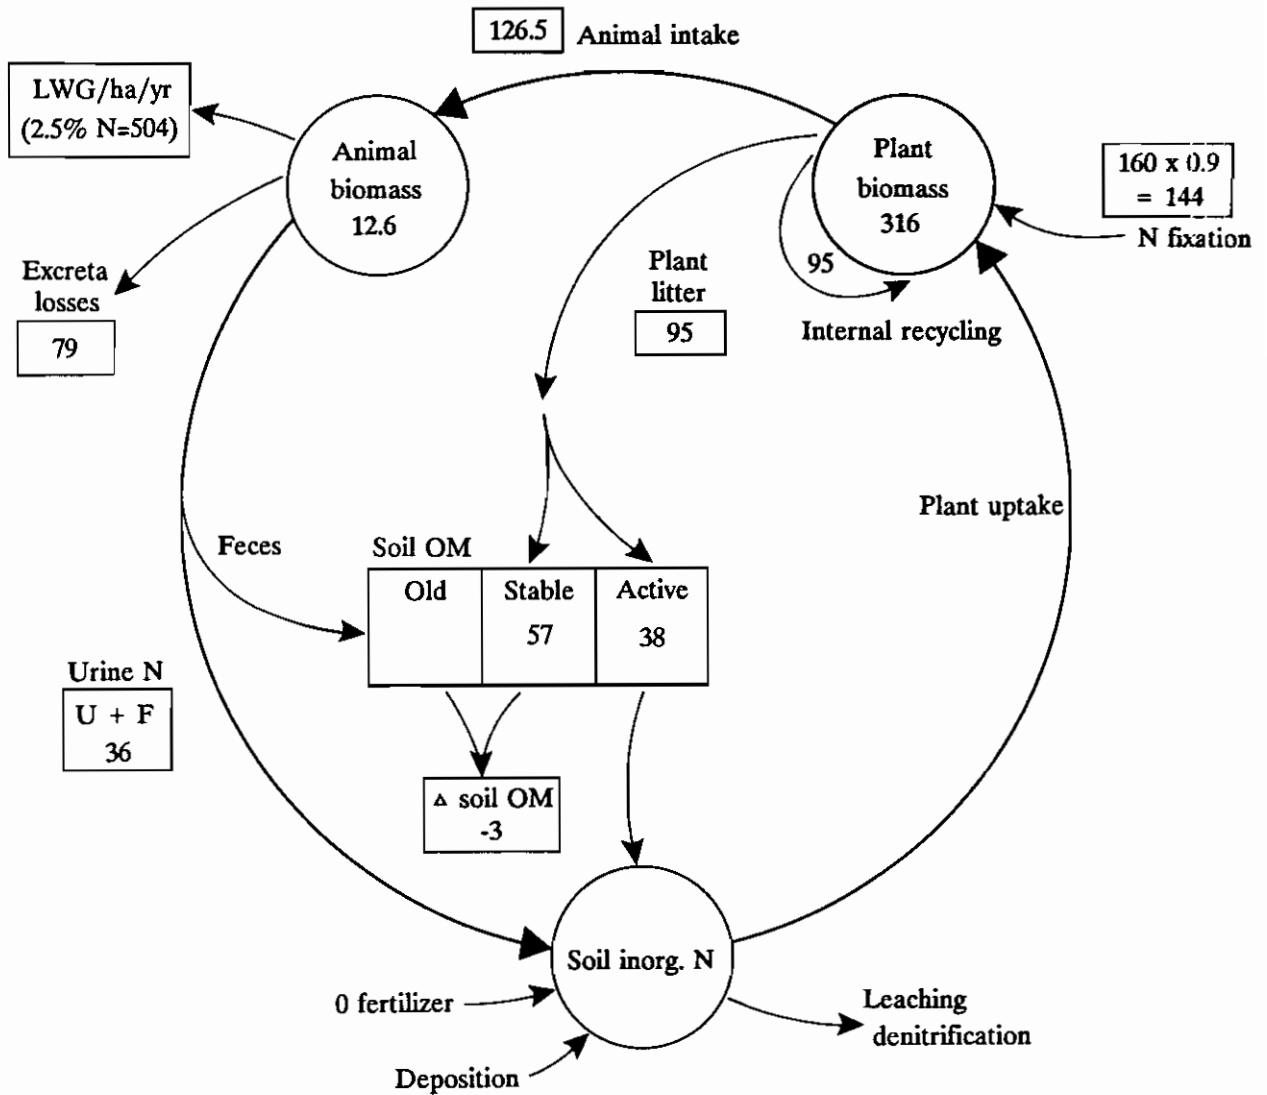 126.5 Animal intake
LWG/ha/yr
(2.5% N=504)
Animal
biomass
12.6
Plant
biomass
316
160 x 0.9
= 144
N fixation
Excreta
losses
79
Plant
litter
95
95
Internal recycling
Plant uptake
Feces
Soil OM
Old
Stable
57
Active
38
Urine N
U + F
36
Δ soil OM
-3
Soil inorg. N
0 fertilizer
Deposition
Leaching
denitrification